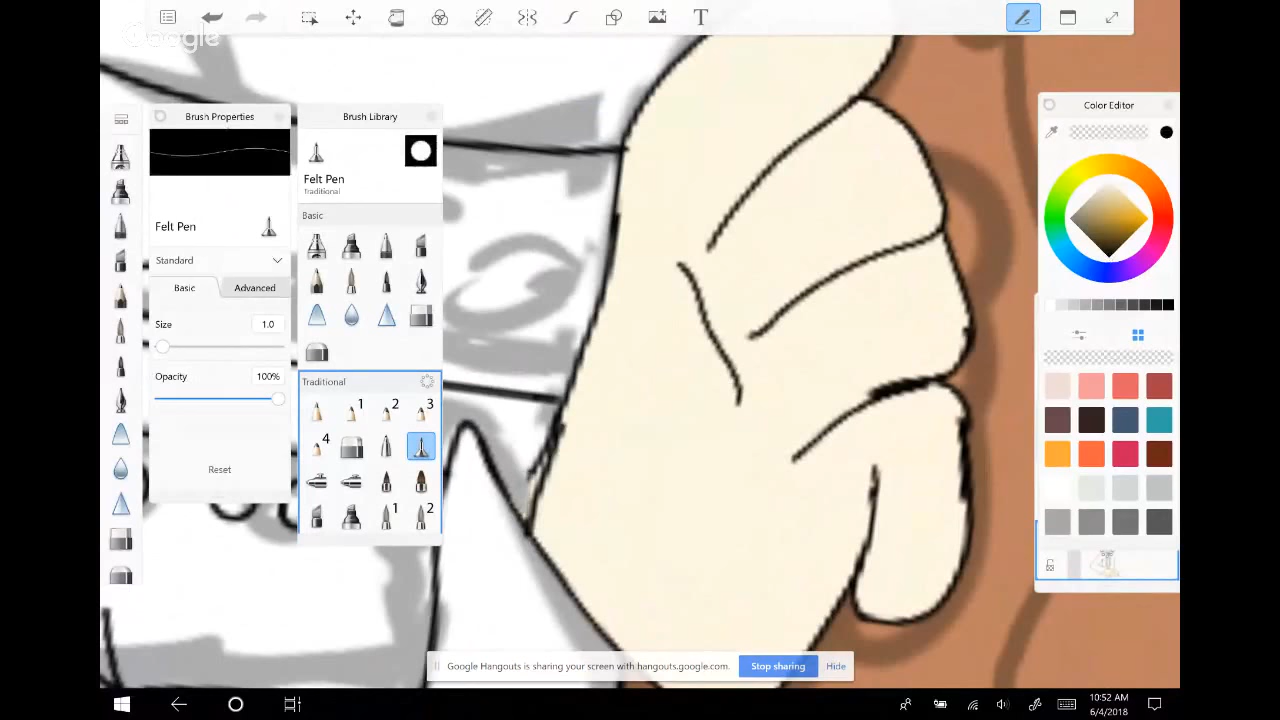 T
Google
Brush Properties
Brush Library
Color Editor
Felt Pen
Traditional
Basic
Felt Pen
Standard
Basic
Advanced
Size
1.0
Opacity
100%
Reset
Traditional
1
2
3
4
1
2
Google Hangouts is sharing your screen with hangouts.google.com.
Stop sharing
Hide
10:52 AM
6/4/2018